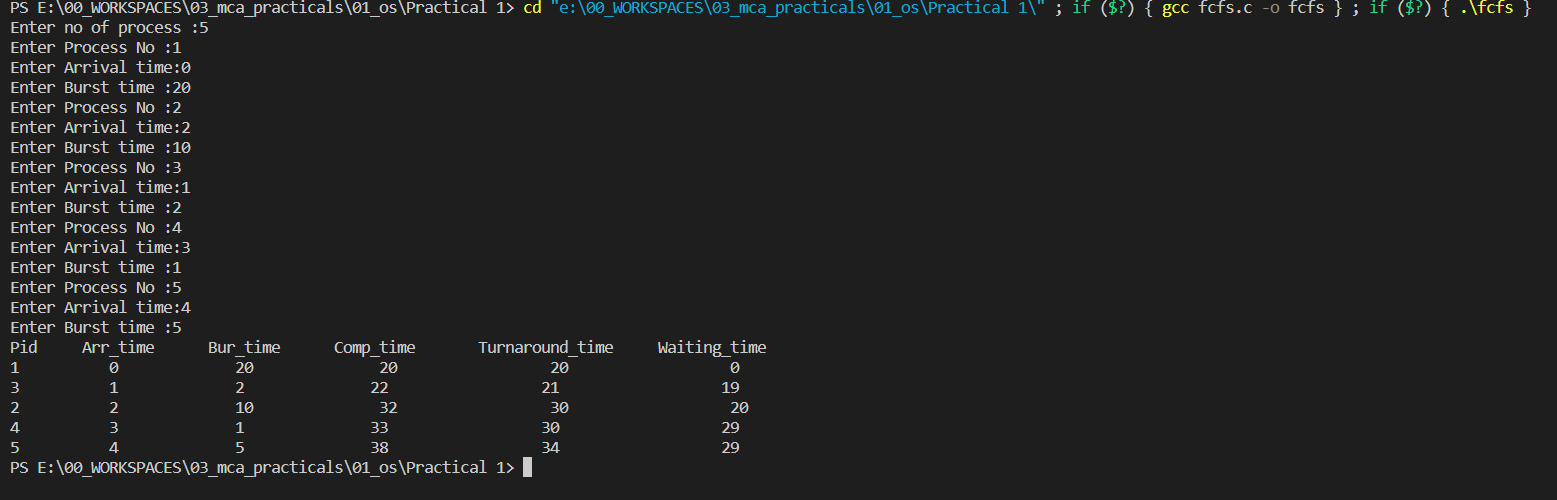 PS E:\00_WORKSPACES\03_mca_practicals\01_os\Practical 1> cd "e:\00_WORKSPACES\03_mca_practicals\01_os\Practical 1\" ; if ($?) { gcc fcfs.c -o fcfs } ; if ($?) { .\fcfs }
Enter no of process :5
Enter Process No :1
Enter Arrival time:0
Enter Burst time :20
Enter Process No :2
Enter Arrival time:2
Enter Burst time :10
Enter Process No :3
Enter Arrival time:1
Enter Burst time :2
Enter Process No :4
Enter Arrival time:3
Enter Burst time :1
Enter Process No :5
Enter Arrival time:4
Enter Burst time :5
Pid     Arr_time      Bur_time      Comp_time       Turnaround_time     Waiting_time
1          0             20              20                 20                  0
3          1             2              22                 21                  19
2          2             10              32                 30                  20
4          3             1              33                 30                  29
5          4             5              38                 34                  29
PS E:\00_WORKSPACES\03_mca_practicals\01_os\Practical 1>